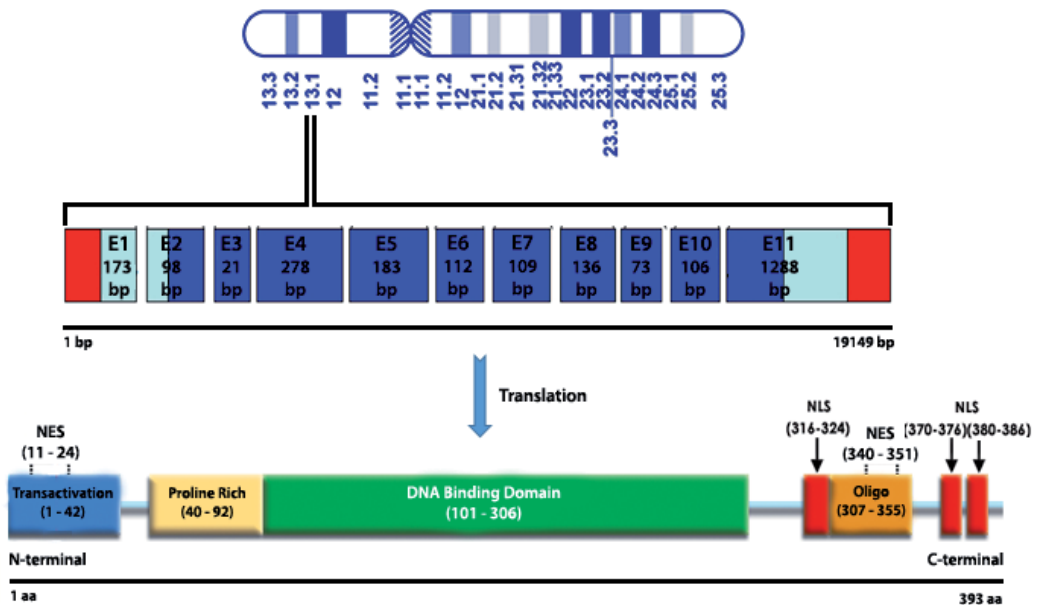 13.3 13.2 13.1 12 11.2 11.1 11.1 11.2 12 21.1 21.2 21.31 21.32 21.33 22 23.1 23.2 24.1 24.2 24.3 25.1 25.2 25.3
23.3
E1 E2 E3 E4 E5 E6 E7 E8 E9 E10 E11
173 98 21 278 183 112 109 136 73 106 1288
bp bp bp bp bp bp bp bp bp bp bp
1 bp 19149 bp
Translation
NLS NLS
(316-324) (370-376)(380-386)
NES NES
(11 - 24) (340 - 351)
Transactivation Proline Rich DNA Binding Domain Oligo
(1 - 42) (40 - 92) (101 - 306) (307 - 355)
N-terminal C-terminal
1 aa 393 aa